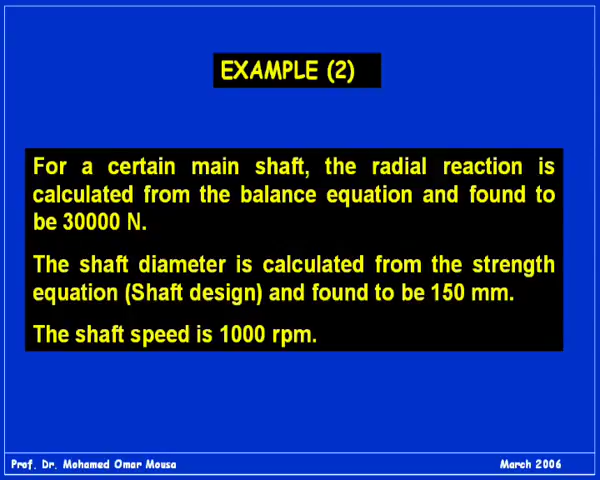 EXAMPLE (2)
For a certain main shaft, the radial reaction is
calculated from the balance equation and found to
be 30000 N.
The shaft diameter is calculated from the strength
equation (Shaft design) and found to be 150 mm.
The shaft speed is 1000 rpm.
Prof. Dr. Mohamed Omar Mousa
March 2006